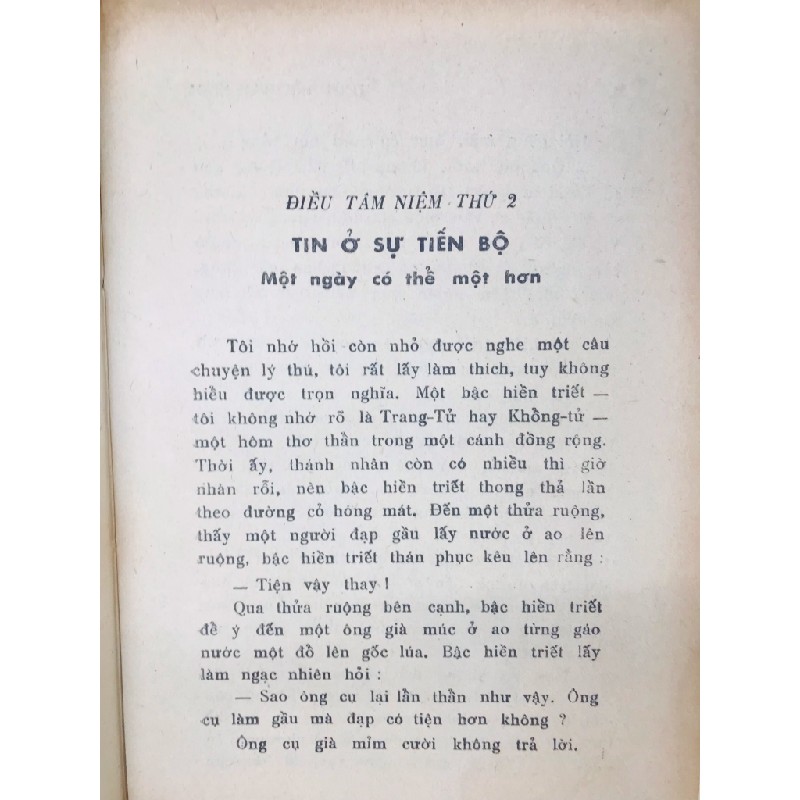 ĐIỀU TÂM NIỆM THỨ 2
TIN Ở SỰ TIẾN BỘ
Một ngày có thể một hơn
Tôi nhớ hồi còn nhỏ được nghe một câu
chuyện lý thú, tôi rất lấy làm thích, tuy không
hiểu được trọn nghĩa. Một bậc hiền triết —
tôi không nhớ rõ là Trang-Tử hay Khổng-tử —
một hôm thơ thẩn trong một cánh đồng rộng.
Thời ấy, thánh nhân còn có nhiều thì giờ
nhàn rỗi, nên bậc hiền triết thong thả lần
theo đường cỏ hóng mát. Đến một thửa ruộng,
thấy một người đạp gầu lấy nước ở ao lên
ruộng, bậc hiền triết thán phục kêu lên rằng :
— Tiện vậy thay !
Qua thửa ruộng bên cạnh, bậc hiền triết
để ý đến một ông già múc ở ao từng gáo
nước một đổ lên gốc lúa. Bậc hiền triết lấy
làm ngạc nhiên hỏi :
— Sao ông cu lại lẩn thẩn như vậy. Ông
cụ làm gầu mà đạp có tiện hơn không ?
Ông cụ già mỉm cười không trả lời.